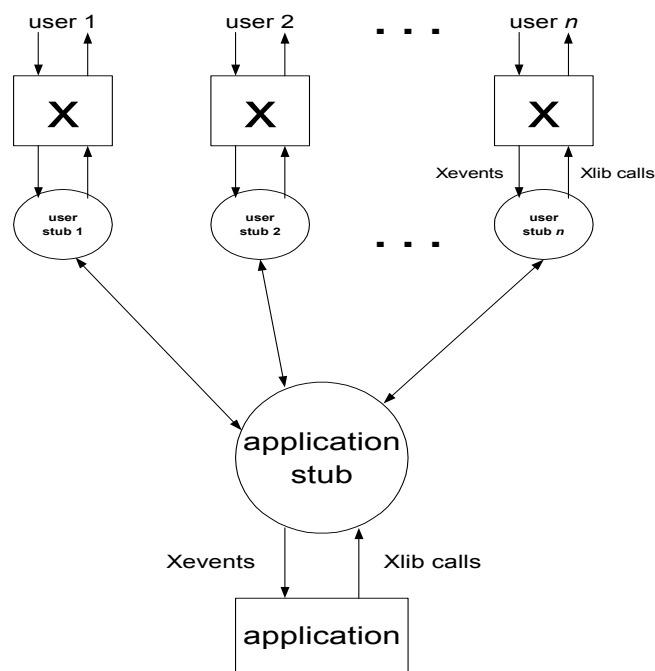 user 1 user 2 . . . user n
X X X
Xevents Xlib calls
user user user
stub 1 stub 2 stub n
. . .
application
stub
Xevents Xlib calls
application